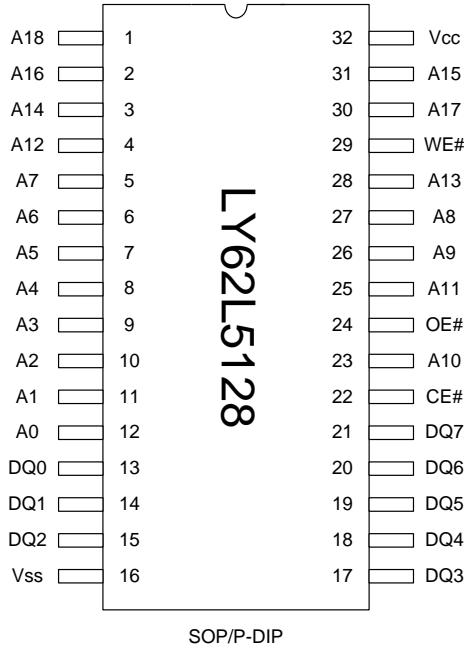 A18 1 32 Vcc
A16 2 31 A15
A14 3 30 A17
A12 4 29 WE#
A7 5 28 A13
A6 6 27 A8
A5 7 26 A9
A4 8 25 A11
A3 9 24 OE#
A2 10 23 A10
A1 11 22 CE#
A0 12 21 DQ7
DQ0 13 20 DQ6
DQ1 14 19 DQ5
DQ2 15 18 DQ4
Vss 16 17 DQ3
LY62L5128
SOP/P-DIP